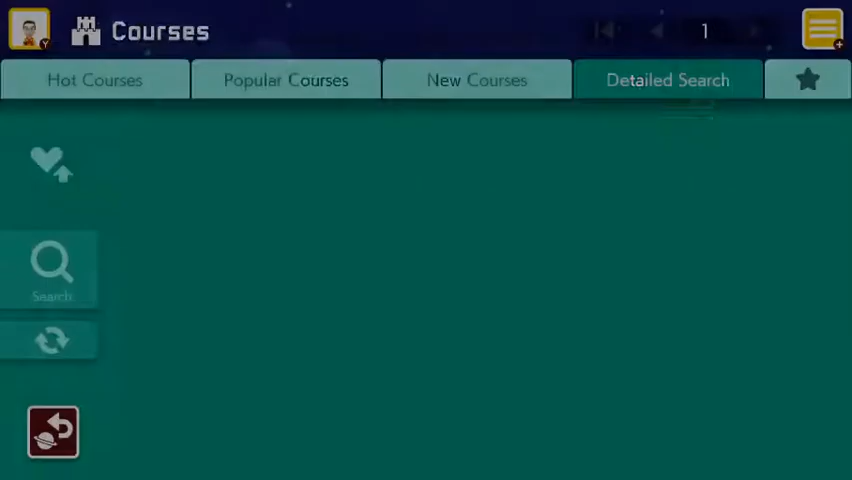 Courses
1
Hot Courses
Popular Courses
New Courses
Detailed Search
Search
Y
+